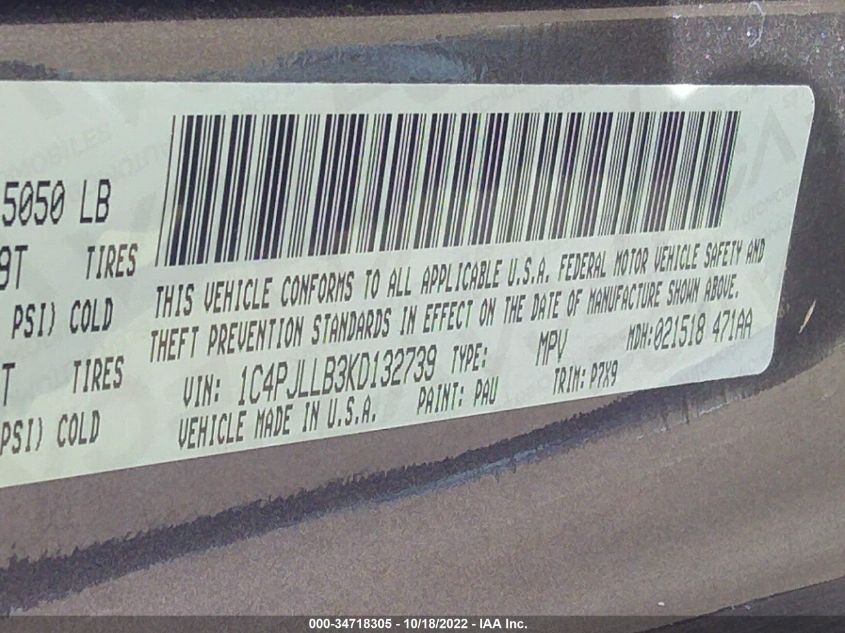 5050 LB
9T TIRES
PSI) COLD
T TIRES
PSI) COLD
THIS VEHICLE CONFORMS TO ALL APPLICABLE U.S.A. FEDERAL MOTOR VEHICLE SAFETY AND
THEFT PREVENTION STANDARDS IN EFFECT ON THE DATE OF MANUFACTURE SHOWN ABOVE.
VIN: 1C4PJLLB3KD132739 TYPE: MPV MDH:021518 471AA
VEHICLE MADE IN U.S.A. PAINT: PAU TRIM: P7X9
000-34718305 - 10/18/2022 - IAA Inc.